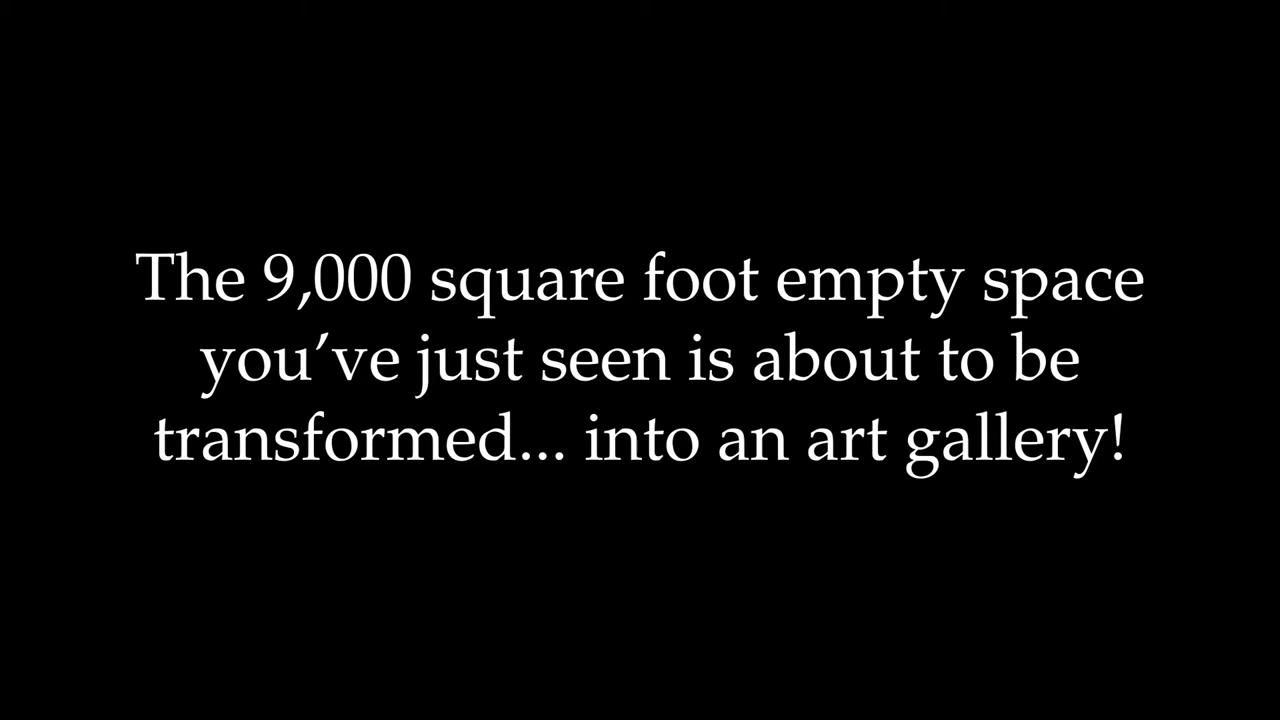 The 9,000 square foot empty space
you’ve just seen is about to be
transformed... into an art gallery!